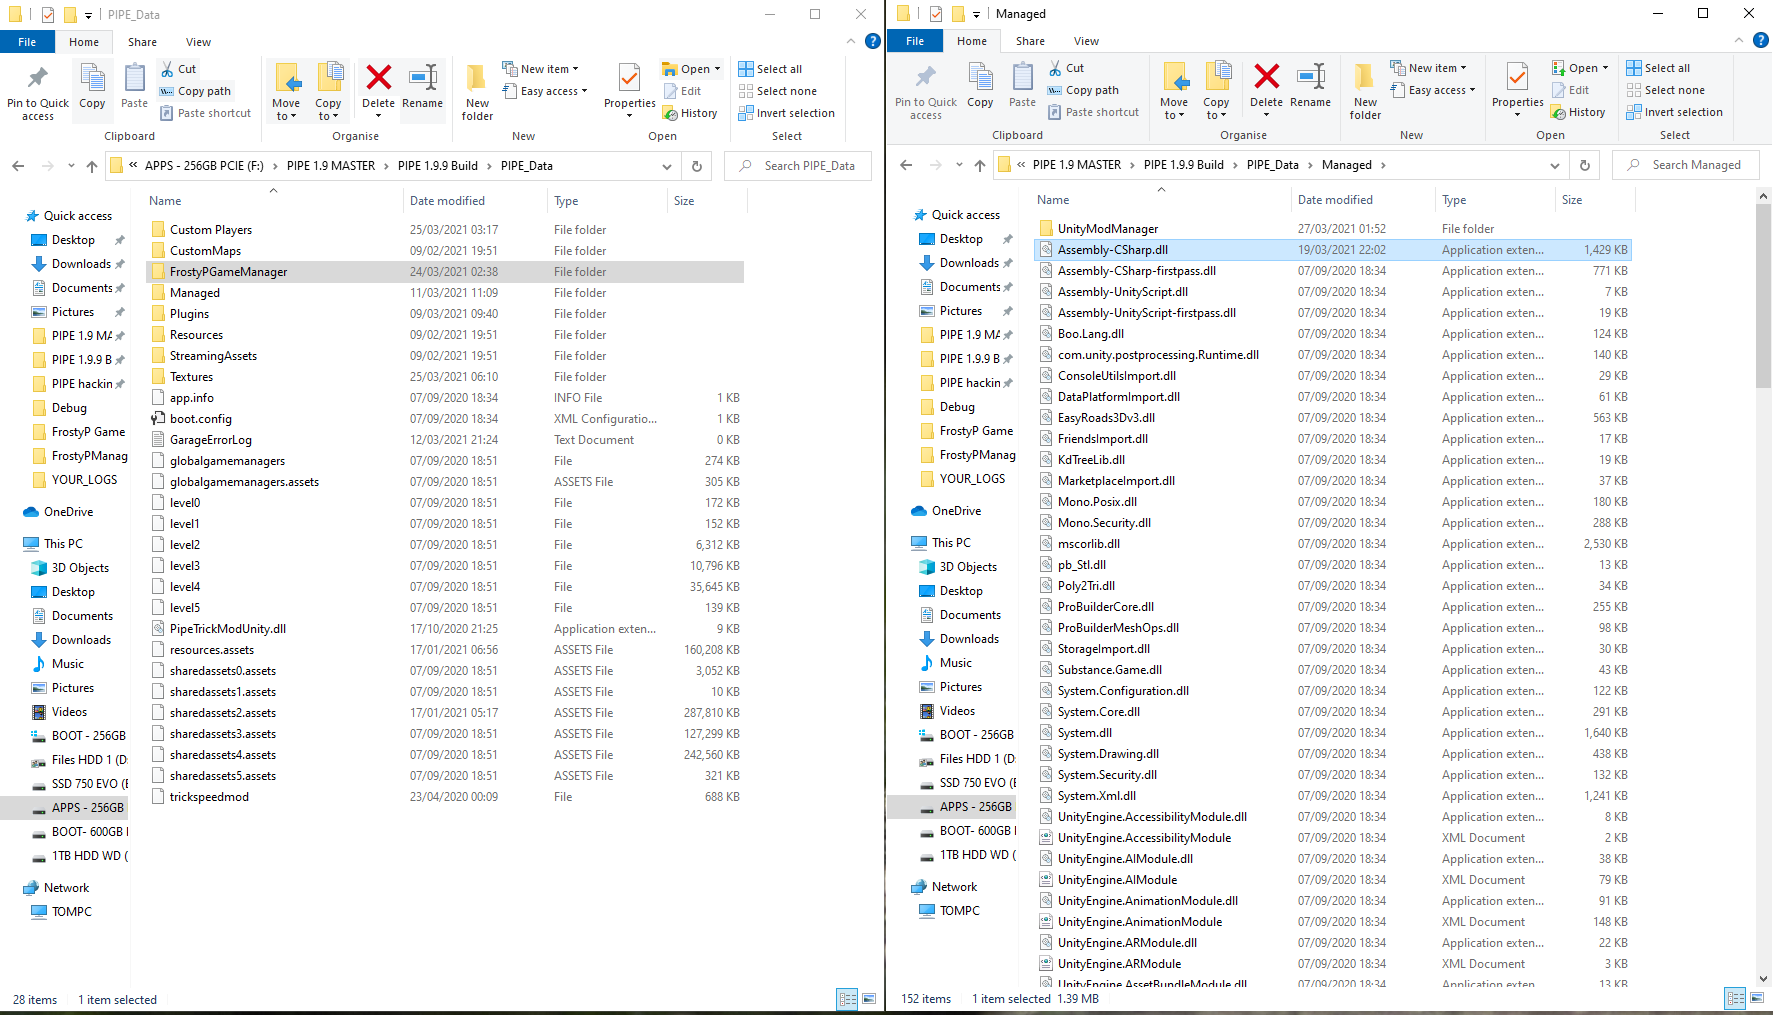 PIPE_Data
File Home Share View
Pin to Quick access
Copy
Paste
Cut
Copy path
Paste shortcut
Clipboard
Move to
Copy to
Delete
Rename
Organise
New folder
New item
Easy access
New
Properties
Open
Edit
History
Open
Select all
Select none
Invert selection
Select
« APPS - 256GB PCIE (F:) > PIPE 1.9 MASTER > PIPE 1.9.9 Build > PIPE_Data
Search PIPE_Data
Quick access
Desktop
Downloads
Documents
Pictures
PIPE 1.9 MA
PIPE 1.9.9 B
PIPE hackin
Debug
FrostyP Game
FrostyPManag
YOUR_LOGS
OneDrive
This PC
3D Objects
Desktop
Documents
Downloads
Music
Pictures
Videos
BOOT - 256GB
Files HDD 1 (D:
SSD 750 EVO (E
APPS - 256GB
BOOT- 600GB
1TB HDD WD (
Network
TOMPC
Name Date modified Type Size
Custom Players 25/03/2021 03:17 File folder
CustomMaps 09/02/2021 19:51 File folder
FrostyPGameManager 24/03/2021 02:38 File folder
Managed 11/03/2021 11:09 File folder
Plugins 09/03/2021 09:40 File folder
Resources 09/02/2021 19:51 File folder
StreamingAssets 09/02/2021 19:51 File folder
Textures 25/03/2021 06:10 File folder
app.info 07/09/2020 18:34 INFO File 1 KB
boot.config 07/09/2020 18:34 XML Configuratio... 1 KB
GarageErrorLog 12/03/2021 21:24 Text Document 0 KB
globalgamemanagers 07/09/2020 18:51 File 274 KB
globalgamemanagers.assets 07/09/2020 18:51 ASSETS File 305 KB
level0 07/09/2020 18:51 File 172 KB
level1 07/09/2020 18:51 File 152 KB
level2 07/09/2020 18:51 File 6,312 KB
level3 07/09/2020 18:51 File 10,796 KB
level4 07/09/2020 18:51 File 35,645 KB
level5 07/09/2020 18:51 File 139 KB
PipeTrickModUnity.dll 17/10/2020 21:25 Application exten... 9 KB
resources.assets 17/01/2021 06:56 ASSETS File 160,208 KB
sharedassets0.assets 07/09/2020 18:51 ASSETS File 3,052 KB
sharedassets1.assets 07/09/2020 18:51 ASSETS File 10 KB
sharedassets2.assets 17/01/2021 05:17 ASSETS File 287,810 KB
sharedassets3.assets 07/09/2020 18:51 ASSETS File 127,299 KB
sharedassets4.assets 07/09/2020 18:51 ASSETS File 242,560 KB
sharedassets5.assets 07/09/2020 18:51 ASSETS File 321 KB
trickspeedmod 23/04/2020 00:09 File 688 KB
28 items 1 item selected
Managed
File Home Share View
Pin to Quick access
Copy
Paste
Cut
Copy path
Paste shortcut
Clipboard
Move to
Copy to
Delete
Rename
Organise
New folder
New item
Easy access
New
Properties
Open
Edit
History
Open
Select all
Select none
Invert selection
Select
« PIPE 1.9 MASTER > PIPE 1.9.9 Build > PIPE_Data > Managed >
Search Managed
Quick access
Desktop
Downloads
Documents
Pictures
PIPE 1.9 MA
PIPE 1.9.9 B
PIPE hackin
Debug
FrostyP Game
FrostyPManag
YOUR_LOGS
OneDrive
This PC
3D Objects
Desktop
Documents
Downloads
Music
Pictures
Videos
BOOT - 256GB
Files HDD 1 (D:
SSD 750 EVO (E
APPS - 256GB
BOOT- 600GB
1TB HDD WD (
Network
TOMPC
Name Date modified Type Size
UnityModManager 27/03/2021 01:52 File folder
Assembly-CSharp.dll 19/03/2021 22:02 Application exten... 1,429 KB
Assembly-CSharp-firstpass.dll 07/09/2020 18:34 Application exten... 771 KB
Assembly-UnityScript.dll 07/09/2020 18:34 Application exten... 7 KB
Assembly-UnityScript-firstpass.dll 07/09/2020 18:34 Application exten... 19 KB
Boo.Lang.dll 07/09/2020 18:34 Application exten... 124 KB
com.unity.postprocessing.Runtime.dll 07/09/2020 18:34 Application exten... 140 KB
ConsoleUtilsImport.dll 07/09/2020 18:34 Application exten... 29 KB
DataPlatformImport.dll 07/09/2020 18:34 Application exten... 61 KB
EasyRoads3Dv3.dll 07/09/2020 18:34 Application exten... 563 KB
FriendsImport.dll 07/09/2020 18:34 Application exten... 17 KB
KdTreeLib.dll 07/09/2020 18:34 Application exten... 19 KB
MarketplaceImport.dll 07/09/2020 18:34 Application exten... 37 KB
Mono.Posix.dll 07/09/2020 18:34 Application exten... 180 KB
Mono.Security.dll 07/09/2020 18:34 Application exten... 288 KB
mscorlib.dll 07/09/2020 18:34 Application exten... 2,530 KB
pb_Stl.dll 07/09/2020 18:34 Application exten... 13 KB
Poly2Tri.dll 07/09/2020 18:34 Application exten... 34 KB
ProBuilderCore.dll 07/09/2020 18:34 Application exten... 255 KB
ProBuilderMeshOps.dll 07/09/2020 18:34 Application exten... 98 KB
StorageImport.dll 07/09/2020 18:34 Application exten... 30 KB
Substance.Game.dll 07/09/2020 18:34 Application exten... 43 KB
System.Configuration.dll 07/09/2020 18:34 Application exten... 122 KB
System.Core.dll 07/09/2020 18:34 Application exten... 291 KB
System.dll 07/09/2020 18:34 Application exten... 1,640 KB
System.Drawing.dll 07/09/2020 18:34 Application exten... 438 KB
System.Security.dll 07/09/2020 18:34 Application exten... 132 KB
System.Xml.dll 07/09/2020 18:34 Application exten... 1,241 KB
UnityEngine.AccessibilityModule.dll 07/09/2020 18:34 Application exten... 8 KB
UnityEngine.AccessibilityModule 07/09/2020 18:34 XML Document 2 KB
UnityEngine.AIModule.dll 07/09/2020 18:34 Application exten... 38 KB
UnityEngine.AIModule 07/09/2020 18:34 XML Document 79 KB
UnityEngine.AnimationModule.dll 07/09/2020 18:34 Application exten... 91 KB
UnityEngine.AnimationModule 07/09/2020 18:34 XML Document 148 KB
UnityEngine.ARModule.dll 07/09/2020 18:34 Application exten... 22 KB
UnityEngine.ARModule 07/09/2020 18:34 XML Document 3 KB
UnityEngine.AssetBundleModule.dll 07/09/2020 18:34 Application exten... 13 KB
152 items 1 item selected 1.39 MB